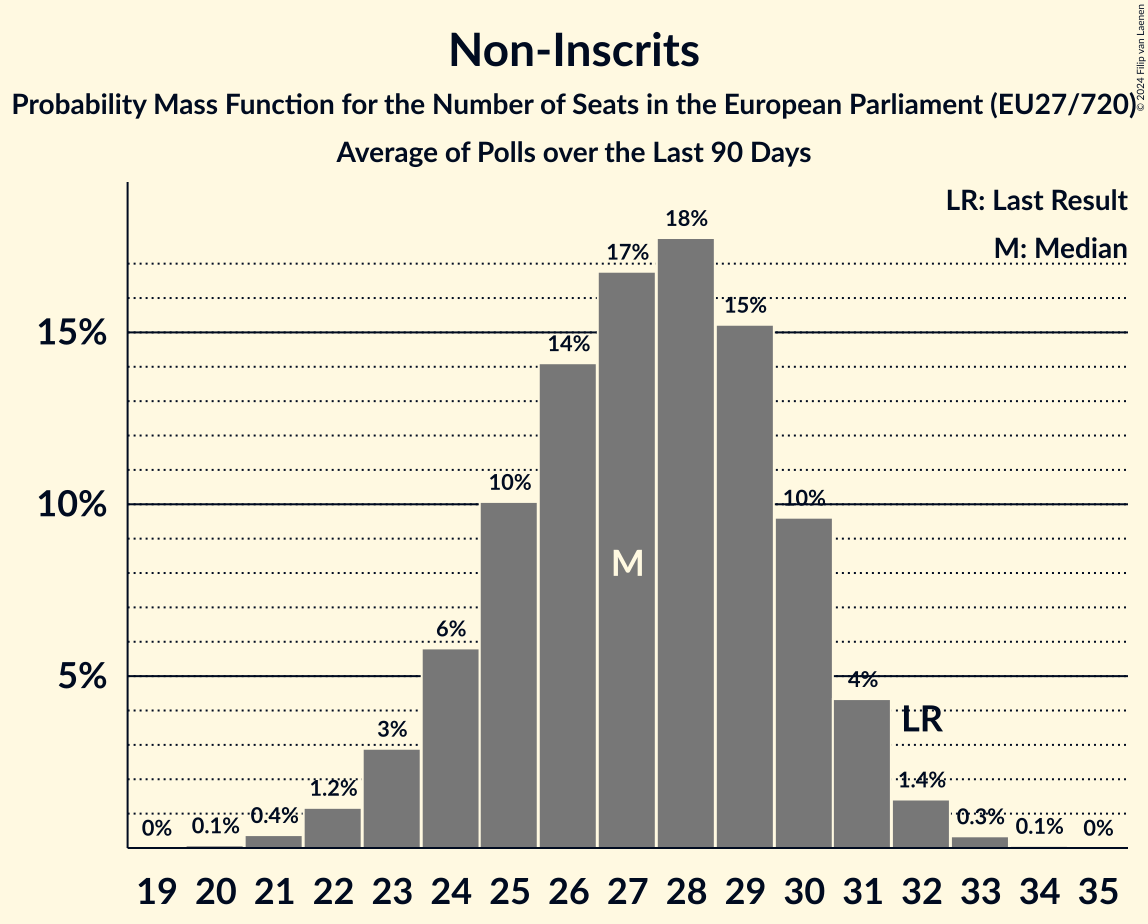 Non-Inscrits
Probability Mass Function for the Number of Seats in the European Parliament (EU27/720)
Average of Polls over the Last 90 Days
© 2024 Filip van Laenen
LR: Last Result
M: Median
15%
10%
5%
0%
0.1%
0.4%
1.2%
3%
6%
10%
14%
17%
18%
15%
10%
4%
1.4%
0.3%
0.1%
0%
M
LR
19 20 21 22 23 24 25 26 27 28 29 30 31 32 33 34 35